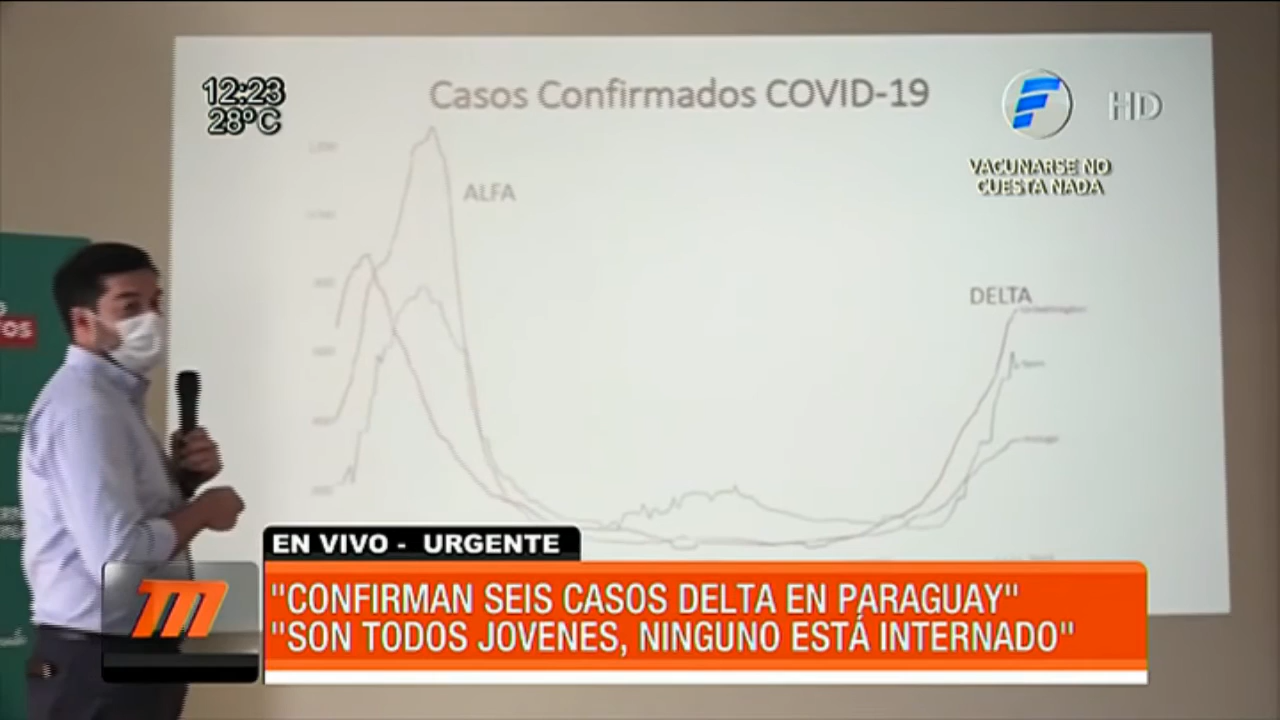 12:23
28°C
Casos Confirmados COVID-19
HD
VACUNARSE NO
CUESTA NADA
ALFA
DELTA
OS
EN VIVO - URGENTE
"CONFIRMAN SEIS CASOS DELTA EN PARAGUAY"
"SON TODOS JOVENES, NINGUNO ESTÁ INTERNADO"